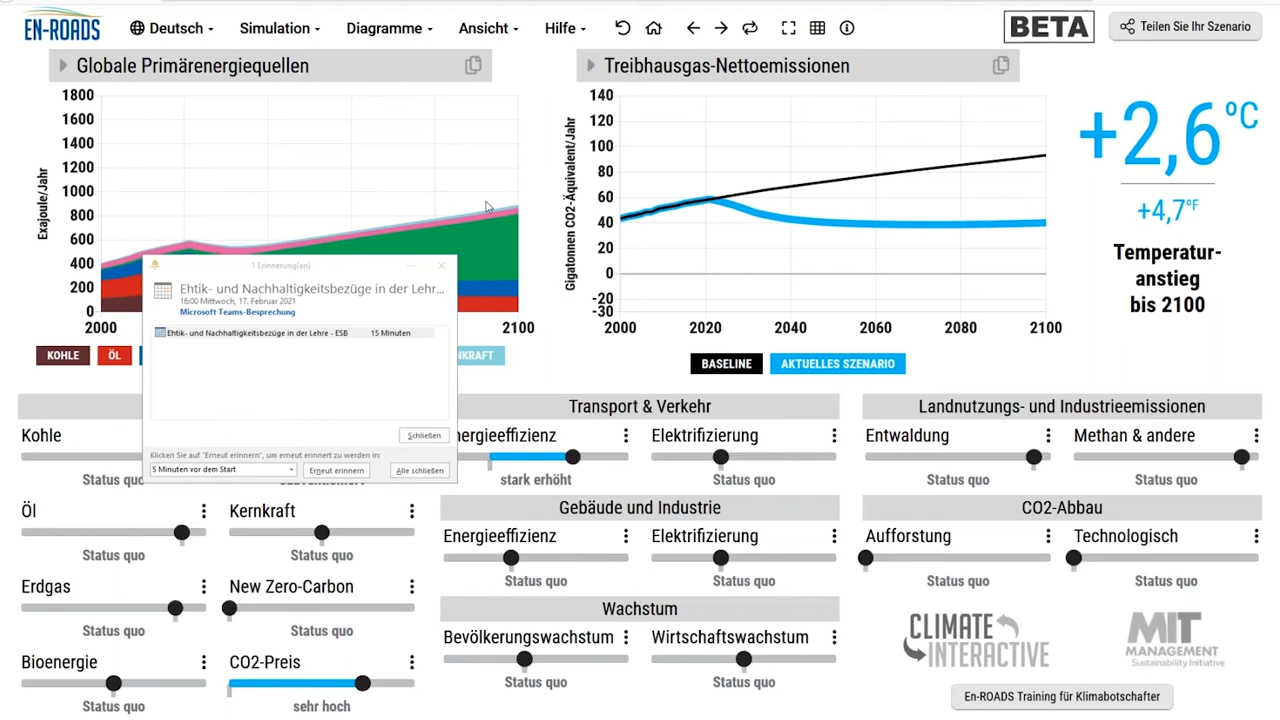 EN-ROADS
Deutsch
Simulation
Diagramme
Ansicht
Hilfe
BETA
Teilen Sie Ihr Szenario
Globale Primärenergiequellen
Treibhausgas-Nettoemissionen
Exajoule/Jahr
1800
1600
1400
1200
1000
800
600
400
200
0
2000
2100
KOHLE
ÖL
NKRAFT
Gigatonnen CO2-Äquivalent/Jahr
140
120
100
80
60
40
20
0
-20
-30
2000
2020
2040
2060
2080
2100
BASELINE
AKTUELLES SZENARIO
+2,6 °C
+4,7 °F
Temperatur-
anstieg
bis 2100
1 Erinnerung(en)
Ehtik- und Nachhaltigkeitsbezüge in der Lehr...
16:00 Mittwoch, 17. Februar 2021
Microsoft Teams-Besprechung
Ehtik- und Nachhaltigkeitsbezüge in der Lehre - ESB 15 Minuten
Schließen
Klicken Sie auf "Erneut erinnern", um erneut erinnert zu werden in:
5 Minuten vor dem Start
Erneut erinnern
Alle schließen
Kohle
Status quo
Öl
Status quo
Kernkraft
Status quo
Erdgas
Status quo
New Zero-Carbon
Status quo
Bioenergie
Status quo
CO2-Preis
sehr hoch
Transport & Verkehr
nergieeffizienz
stark erhöht
Elektrifizierung
Status quo
Gebäude und Industrie
Energieeffizienz
Status quo
Elektrifizierung
Status quo
Wachstum
Bevölkerungswachstum
Status quo
Wirtschaftswachstum
Status quo
Landnutzungs- und Industrieemissionen
Entwaldung
Status quo
Methan & andere
Status quo
CO2-Abbau
Aufforstung
Status quo
Technologisch
Status quo
CLIMATE
INTERACTIVE
MIT
MANAGEMENT
Sustainability Initiative
En-ROADS Training für Klimabotschafter